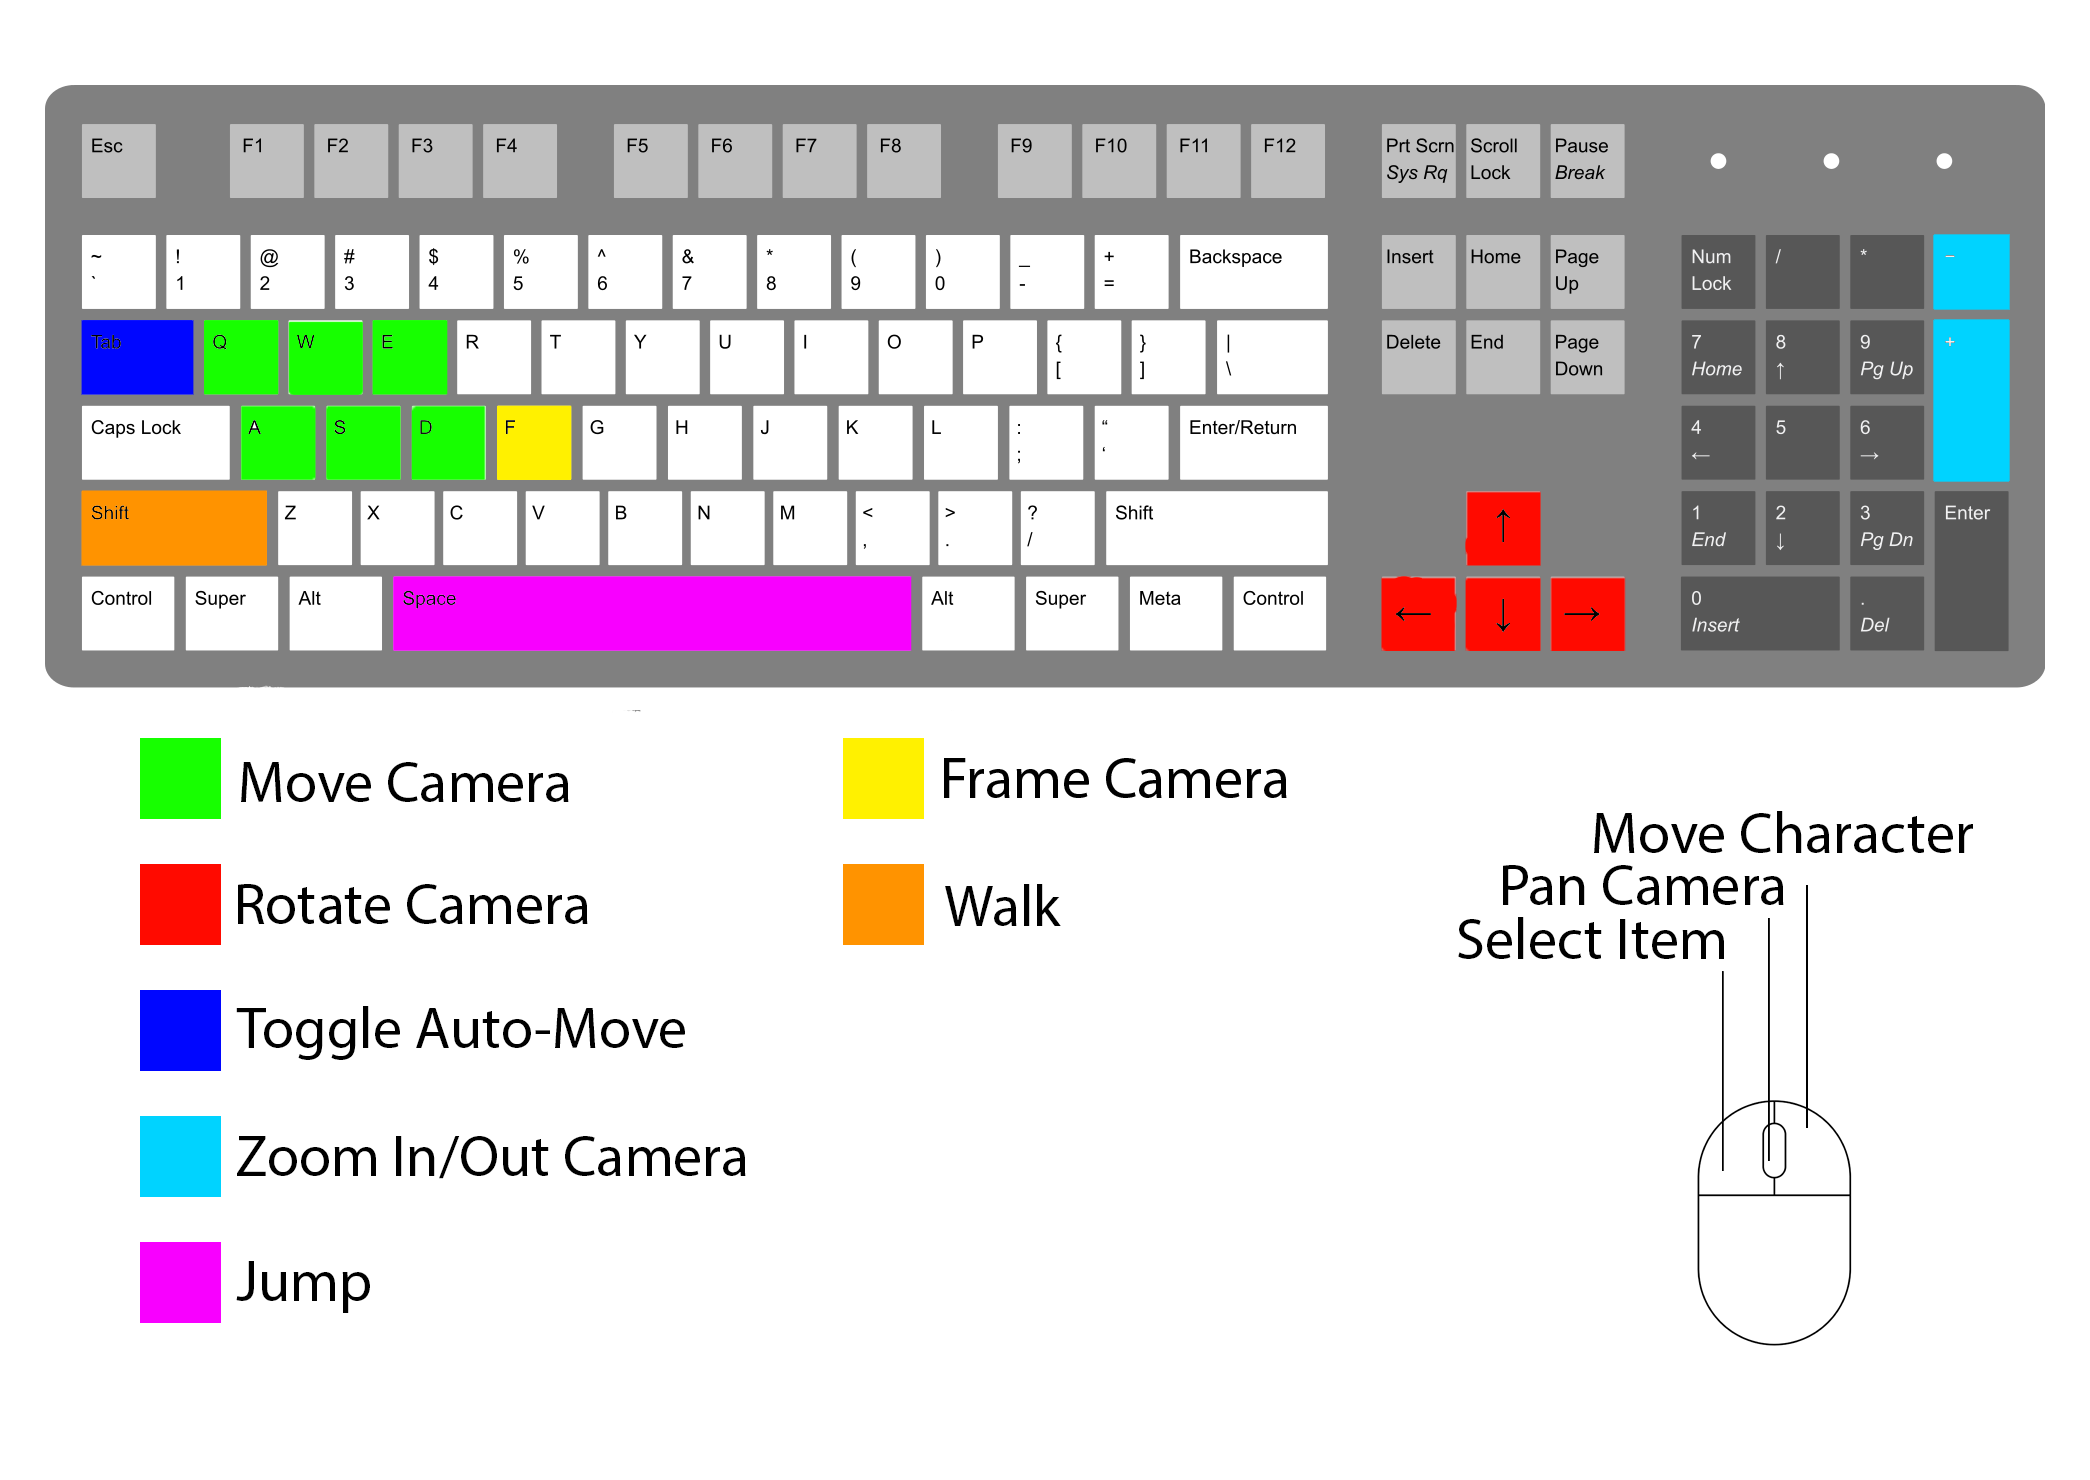 Esc F1 F2 F3 F4 F5 F6 F7 F8 F9 F10 F11 F12 Prt Scrn Scroll Pause
Sys Rq Lock Break
~ ! @ # $ % ^ & * ( ) _ + Backspace Insert Home Page Num / * −
` 1 2 3 4 5 6 7 8 9 0 - = Up Lock
Tab Q W E R T Y U I O P { } | Delete End Page 7 8 9 +
[ ] \ Down Home ↑ Pg Up
Caps Lock A S D F G H J K L : “ Enter/Return 4 5 6
; ‘ ← →
Shift Z X C V B N M < > ? Shift ↑ 1 2 3 Enter
, . / End ↓ Pg Dn
Control Super Alt Space Alt Super Meta Control ← ↓ → 0 .
Insert Del
Move Camera
Frame Camera
Rotate Camera
Walk
Toggle Auto-Move
Zoom In/Out Camera
Jump
Move Character
Pan Camera
Select Item